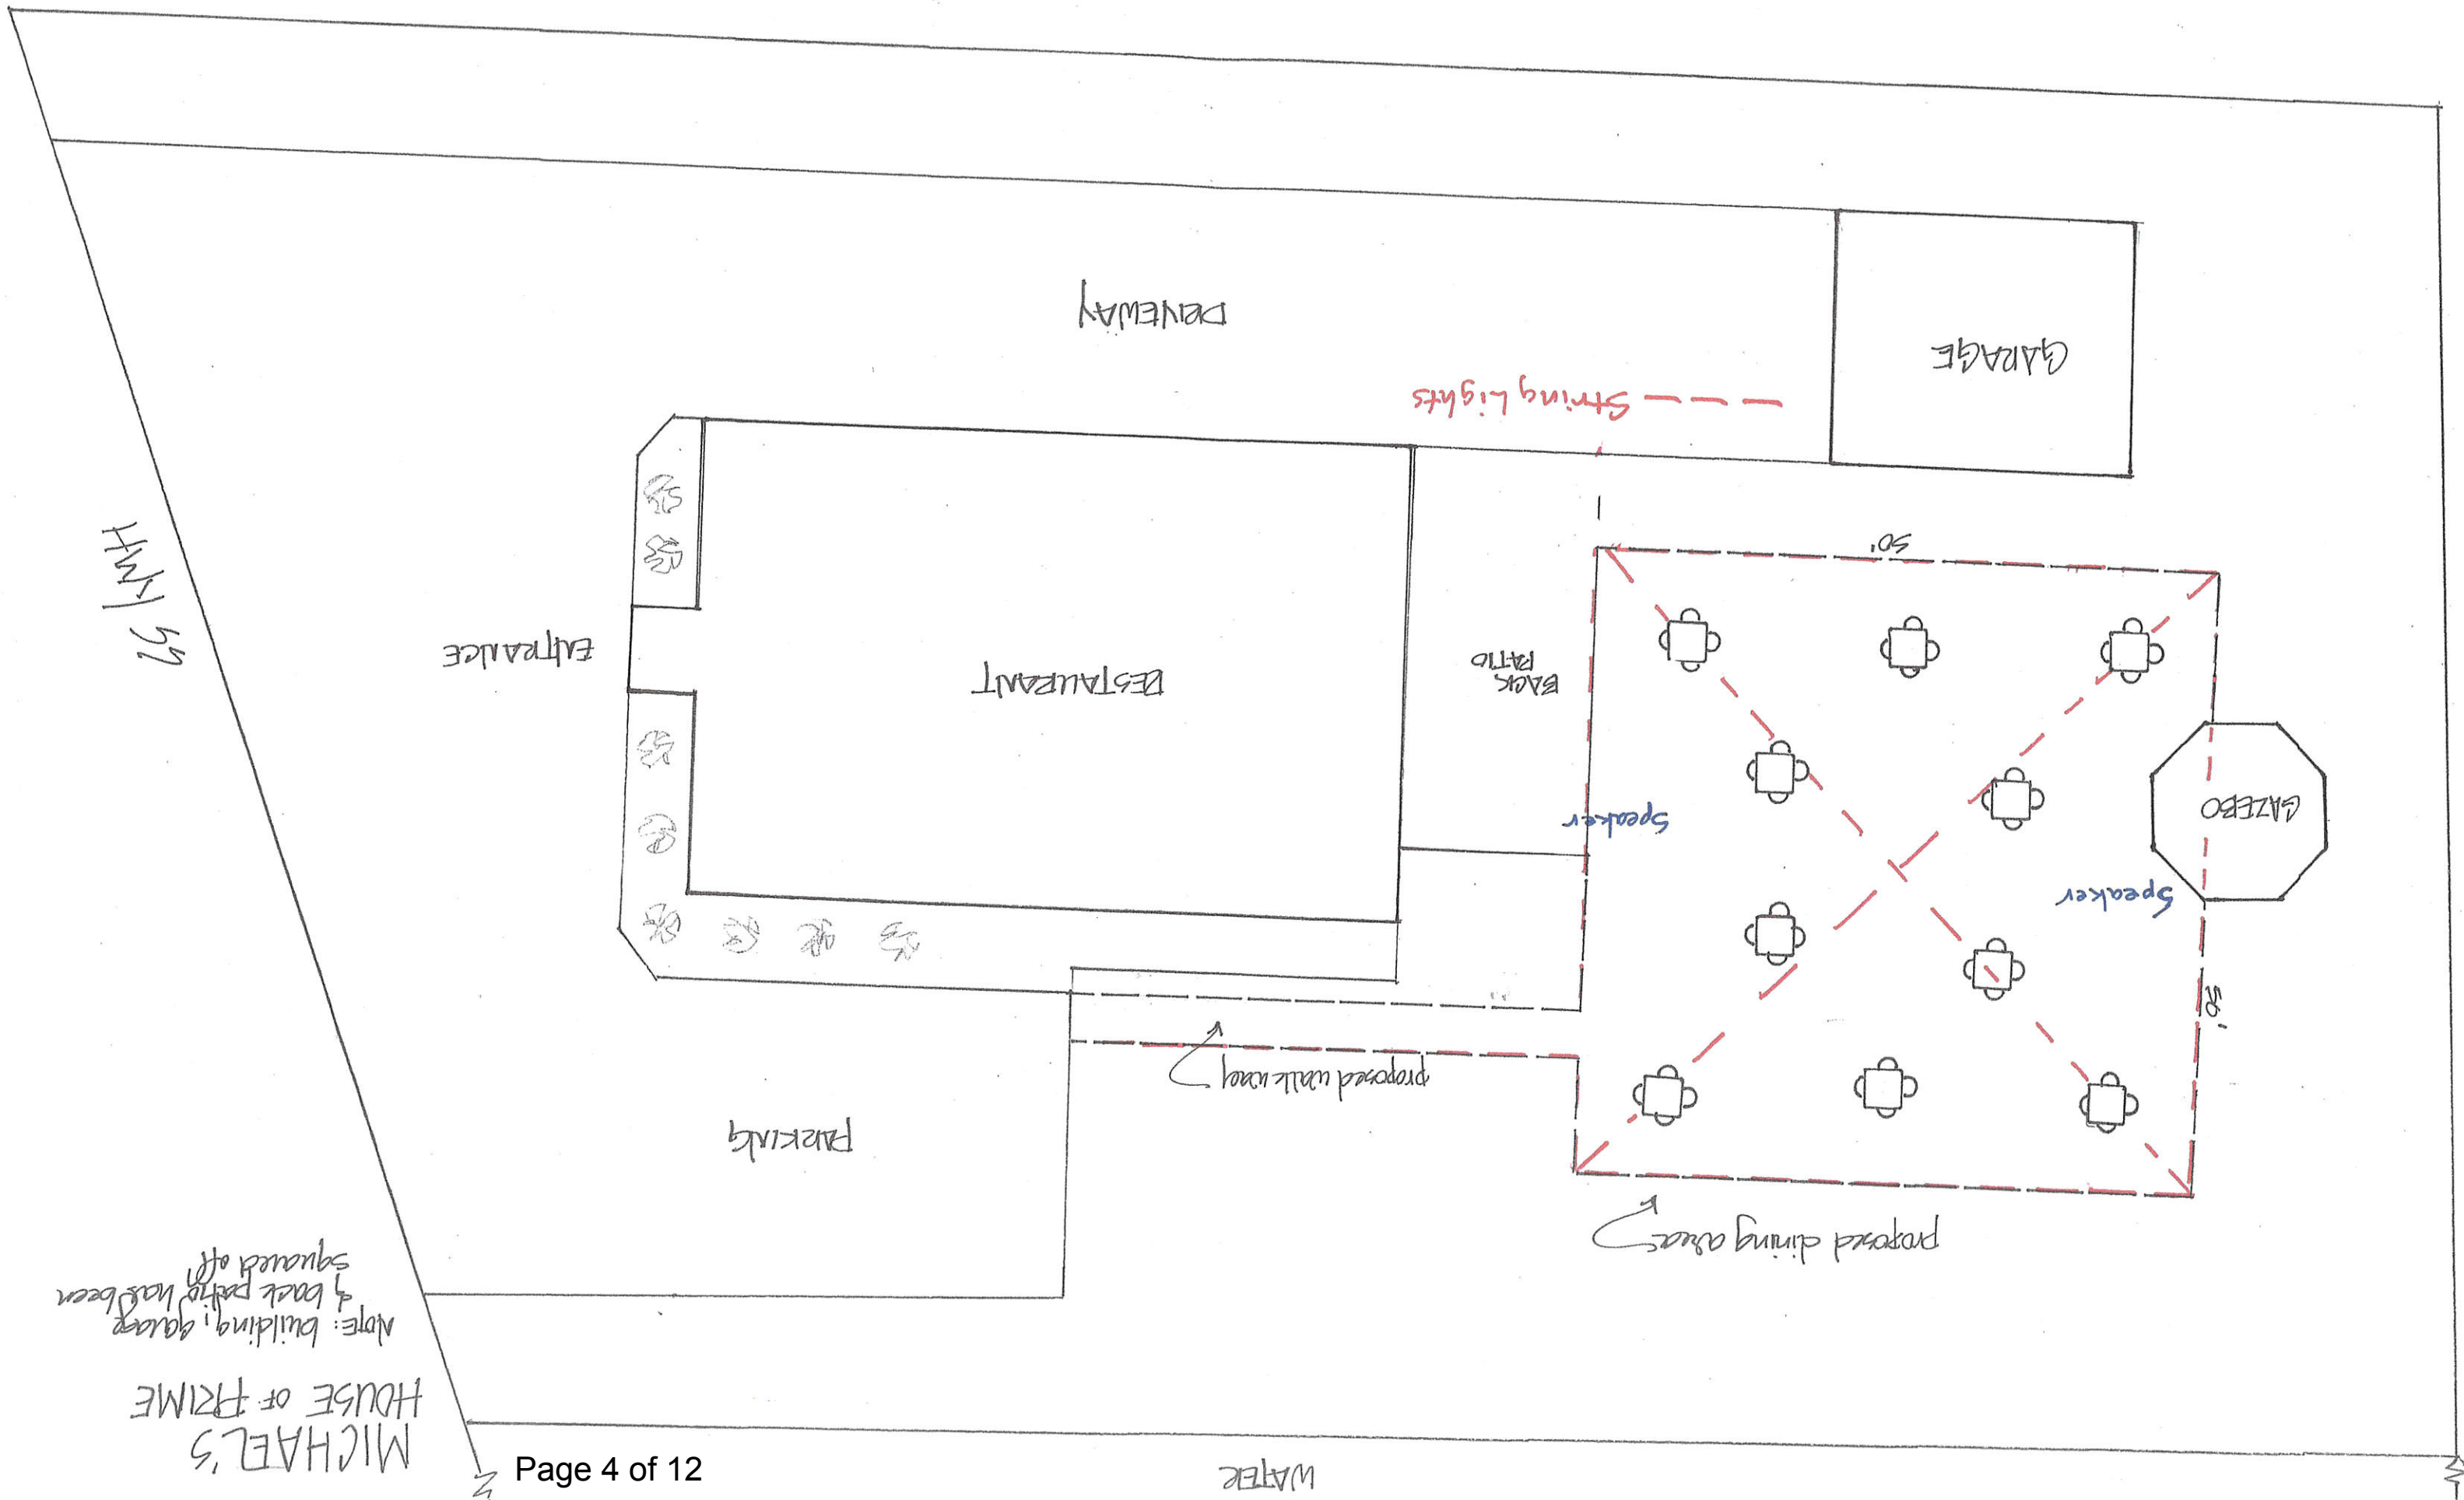 WATER
MICHAEL'S
HOUSE OF PRIME
NOTE: building, garage
& back patio has been
squared off
proposed dining area
PARKING
proposed walkway
50'
Speaker
Speaker
GAZEBO
BACK
PATIO
RESTAURANT
ENTRANCE
HWY 57
50'
String Lights
GARAGE
DRIVEWAY
Page 4 of 12